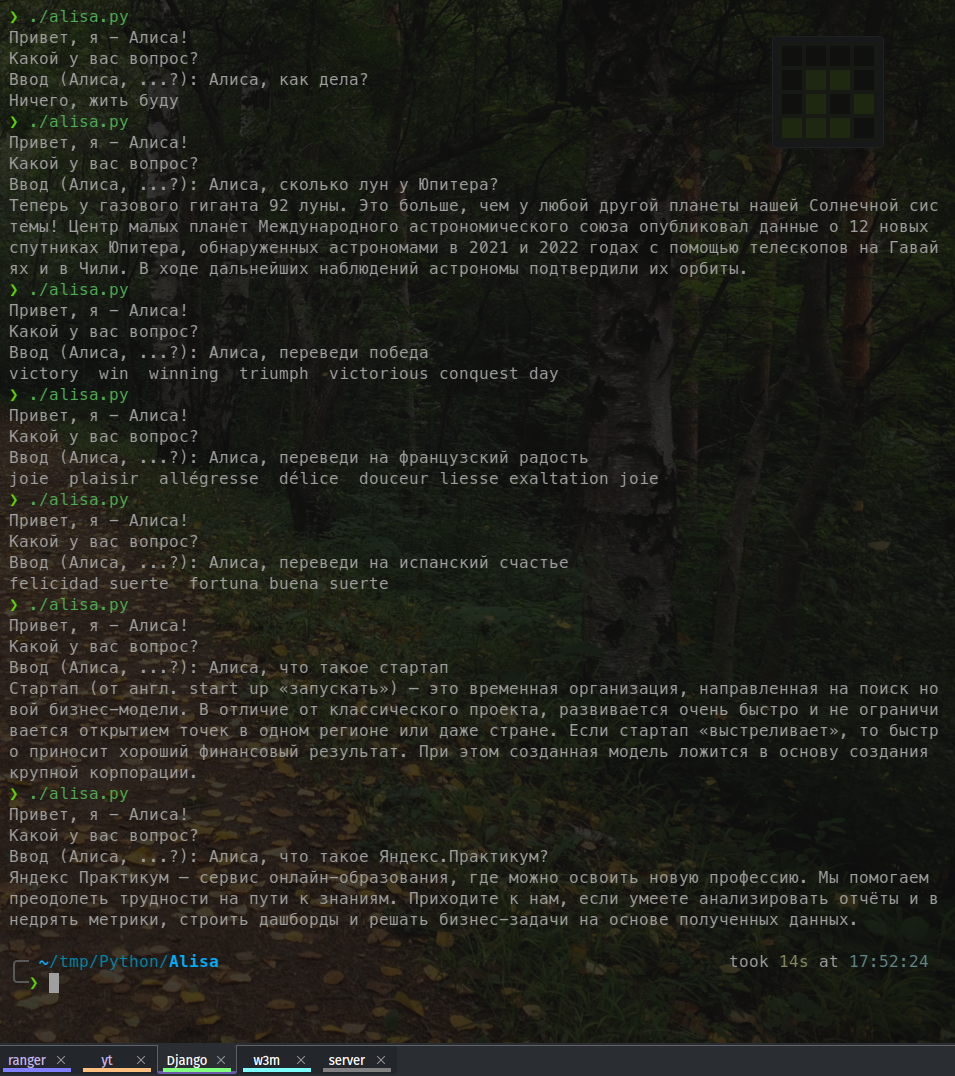 ❯ ./alisa.py
Привет, я — Алиса!
Какой у вас вопрос?
Ввод (Алиса, ...?): Алиса, как дела?
Ничего, жить буду
❯ ./alisa.py
Привет, я — Алиса!
Какой у вас вопрос?
Ввод (Алиса, ...?): Алиса, сколько лун у Юпитера?
Теперь у газового гиганта 92 луны. Это больше, чем у любой другой планеты нашей Солнечной сис
темы! Центр малых планет Международного астрономического союза опубликовал данные о 12 новых
спутниках Юпитера, обнаруженных астрономами в 2021 и 2022 годах с помощью телескопов на Гавай
ях и в Чили. В ходе дальнейших наблюдений астрономы подтвердили их орбиты.
❯ ./alisa.py
Привет, я — Алиса!
Какой у вас вопрос?
Ввод (Алиса, ...?): Алиса, переведи победа
victory  win  winning  triumph  victorious conquest day
❯ ./alisa.py
Привет, я — Алиса!
Какой у вас вопрос?
Ввод (Алиса, ...?): Алиса, переведи на французский радость
joie  plaisir  allégresse  délice  douceur liesse exaltation joie
❯ ./alisa.py
Привет, я — Алиса!
Какой у вас вопрос?
Ввод (Алиса, ...?): Алиса, переведи на испанский счастье
felicidad suerte  fortuna buena suerte
❯ ./alisa.py
Привет, я — Алиса!
Какой у вас вопрос?
Ввод (Алиса, ...?): Алиса, что такое стартап
Стартап (от англ. start up «запускать») — это временная организация, направленная на поиск но
вой бизнес-модели. В отличие от классического проекта, развивается очень быстро и не ограничи
вается открытием точек в одном регионе или даже стране. Если стартап «выстреливает», то быстр
о приносит хороший финансовый результат. При этом созданная модель ложится в основу создания
крупной корпорации.
❯ ./alisa.py
Привет, я — Алиса!
Какой у вас вопрос?
Ввод (Алиса, ...?): Алиса, что такое Яндекс.Практикум?
Яндекс Практикум — сервис онлайн-образования, где можно освоить новую профессию. Мы помогаем
преодолеть трудности на пути к знаниям. Приходите к нам, если умеете анализировать отчёты и в
недрять метрики, строить дашборды и решать бизнес-задачи на основе полученных данных.
~/tmp/Python/Alisa took 14s at 17:52:24
❯
ranger yt Django w3m server